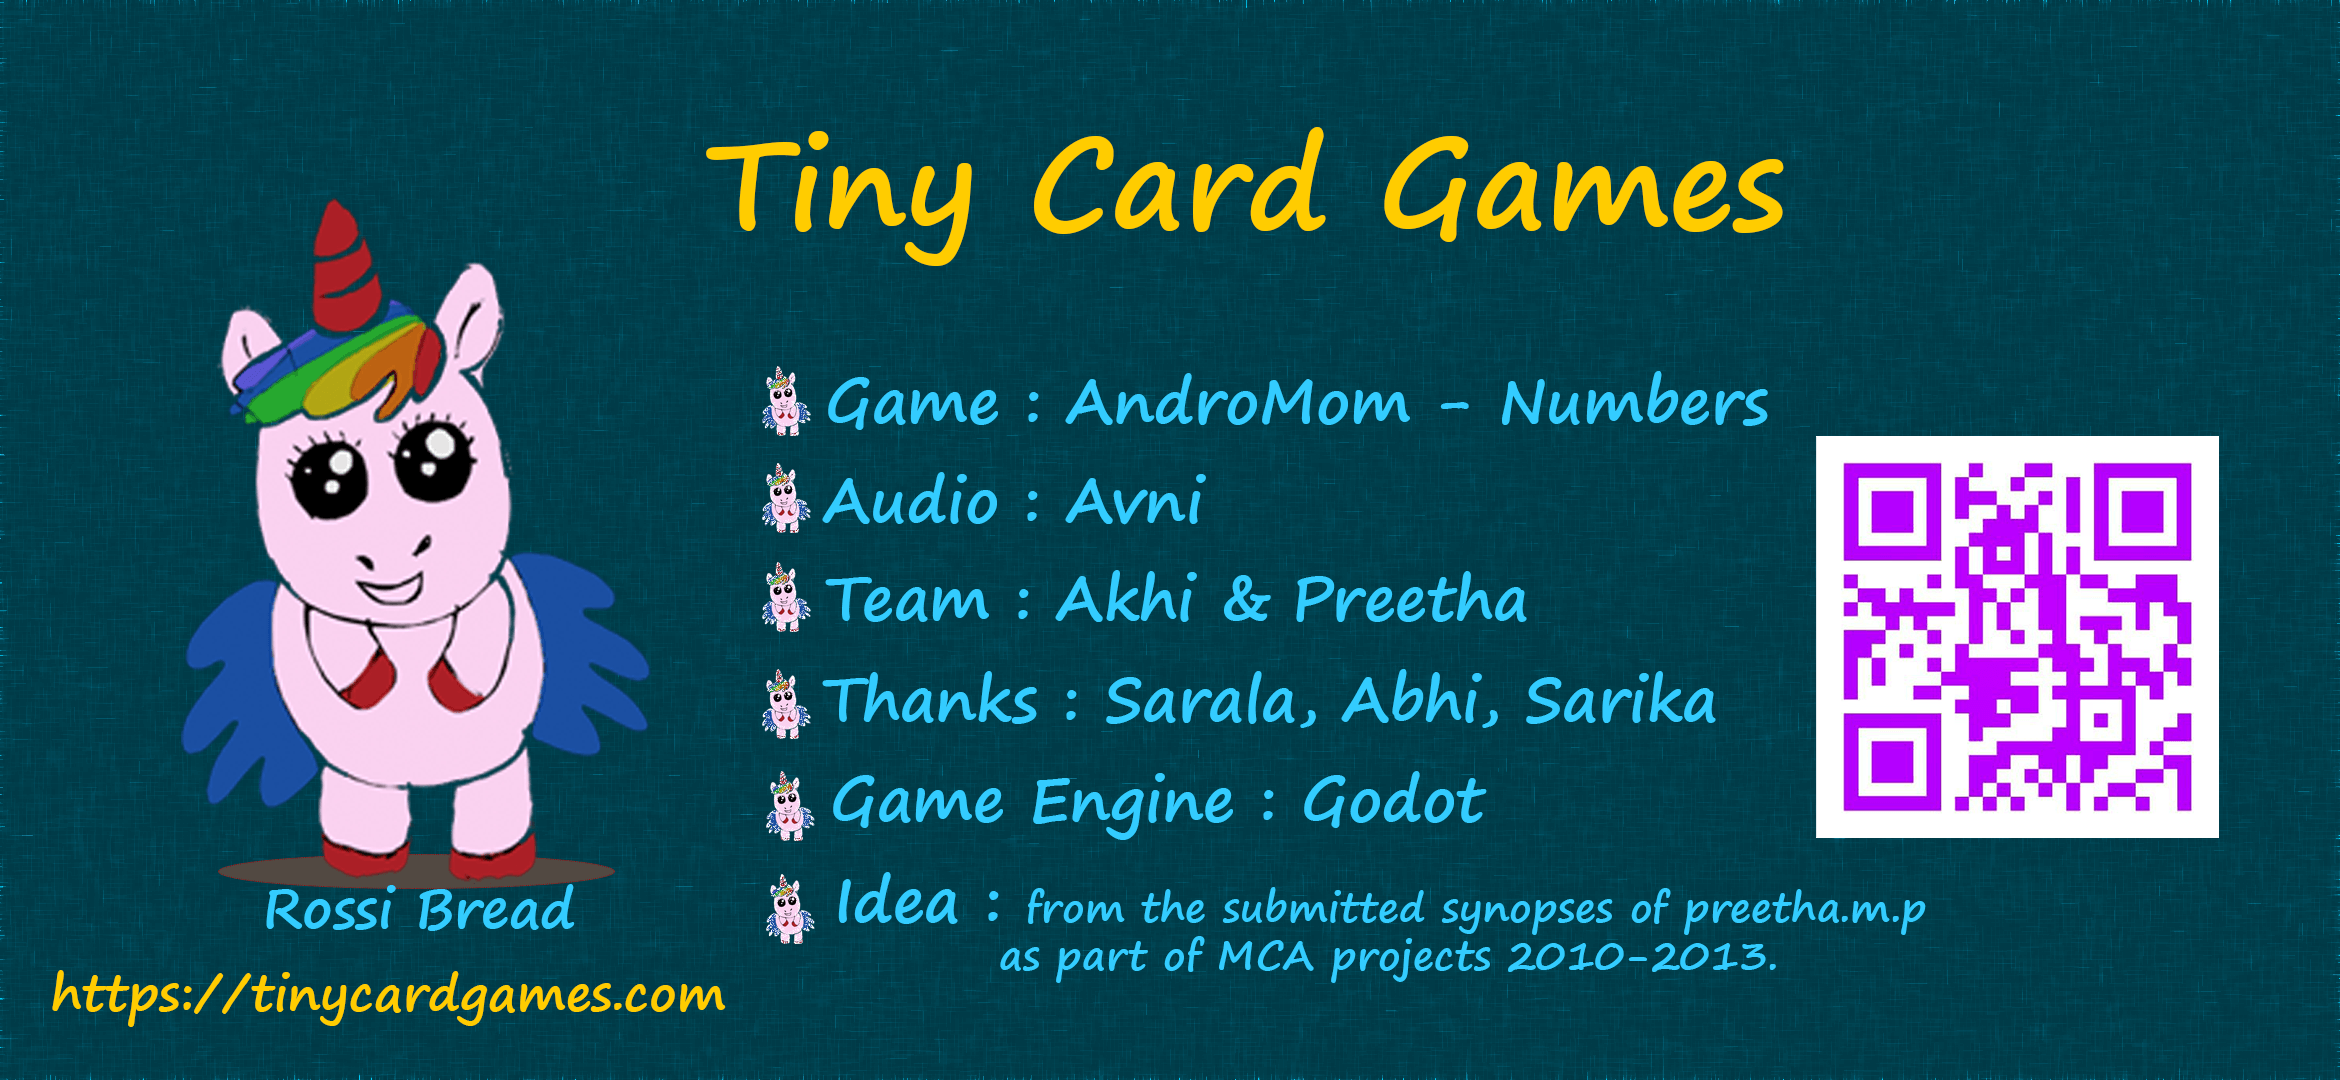 Tiny Card Games
Game : AndroMom - Numbers
Audio : Avni
Team : Akhi & Preetha
Thanks : Sarala, Abhi, Sarika
Game Engine : Godot
Idea : from the submitted synopses of preetha.m.p
as part of MCA projects 2010-2013.
Rossi Bread
https://tinycardgames.com